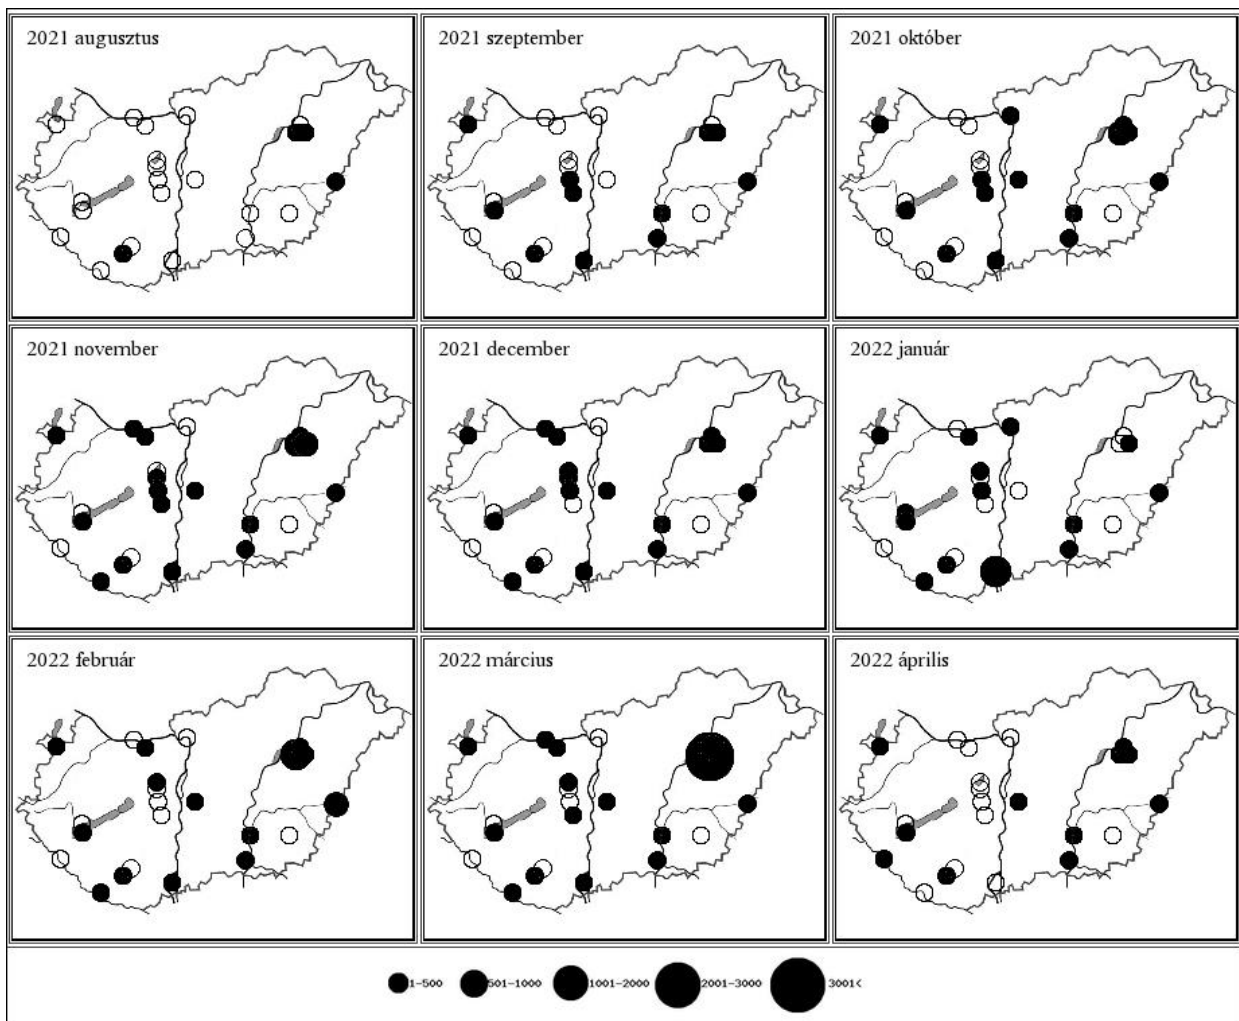 2021 augusztus
2021 szeptember
2021 október
2021 november
2021 december
2022 január
2022 február
2022 március
2022 április
1-500
501-1000
1001-2000
2001-3000
3001<